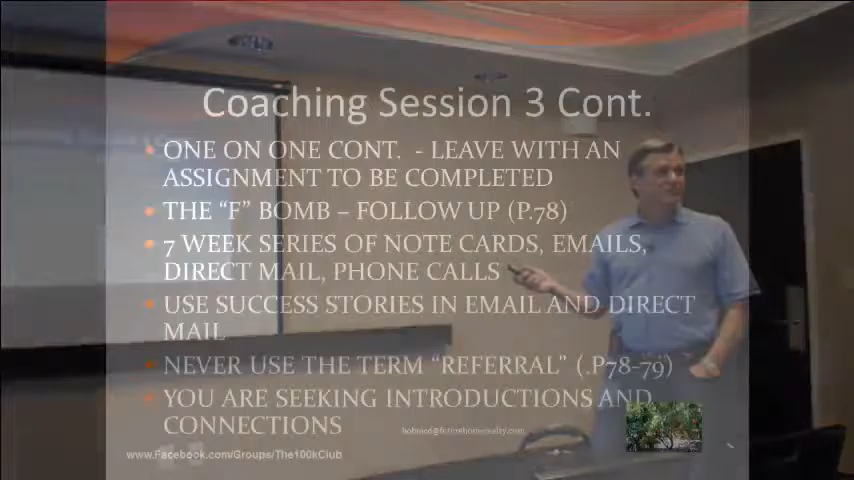 Coaching Session 3 Cont.
ONE ON ONE CONT. - LEAVE WITH AN
ASSIGNMENT TO BE COMPLETED
THE “F” BOMB – FOLLOW UP (P.78)
7 WEEK SERIES OF NOTE CARDS, EMAILS,
DIRECT MAIL, PHONE CALLS
USE SUCCESS STORIES IN EMAIL AND DIRECT
MAIL
NEVER USE THE TERM “REFERRAL” (.P78-79)
YOU ARE SEEKING INTRODUCTIONS AND
CONNECTIONS
www.Facebook.com/Groups/The100kClub